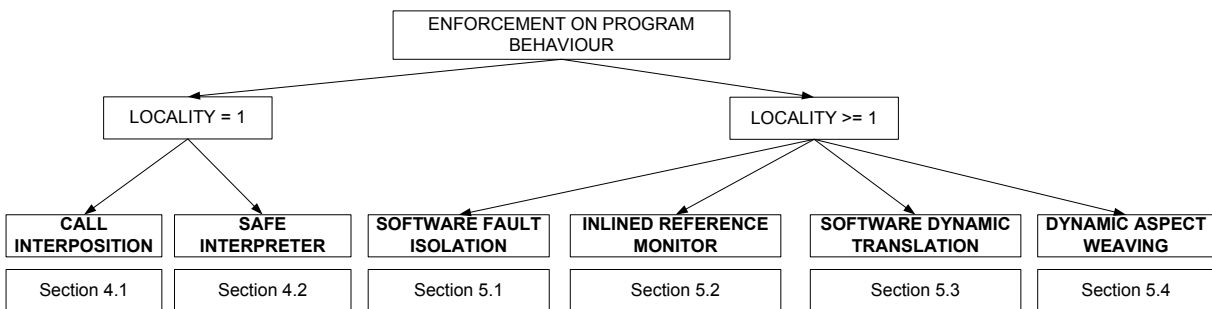 ENFORCEMENT ON PROGRAM
BEHAVIOUR
LOCALITY = 1
LOCALITY >= 1
CALL
INTERPOSITION
SAFE
INTERPRETER
SOFTWARE FAULT
ISOLATION
INLINED REFERENCE
MONITOR
SOFTWARE DYNAMIC
TRANSLATION
DYNAMIC ASPECT
WEAVING
Section 4.1
Section 4.2
Section 5.1
Section 5.2
Section 5.3
Section 5.4